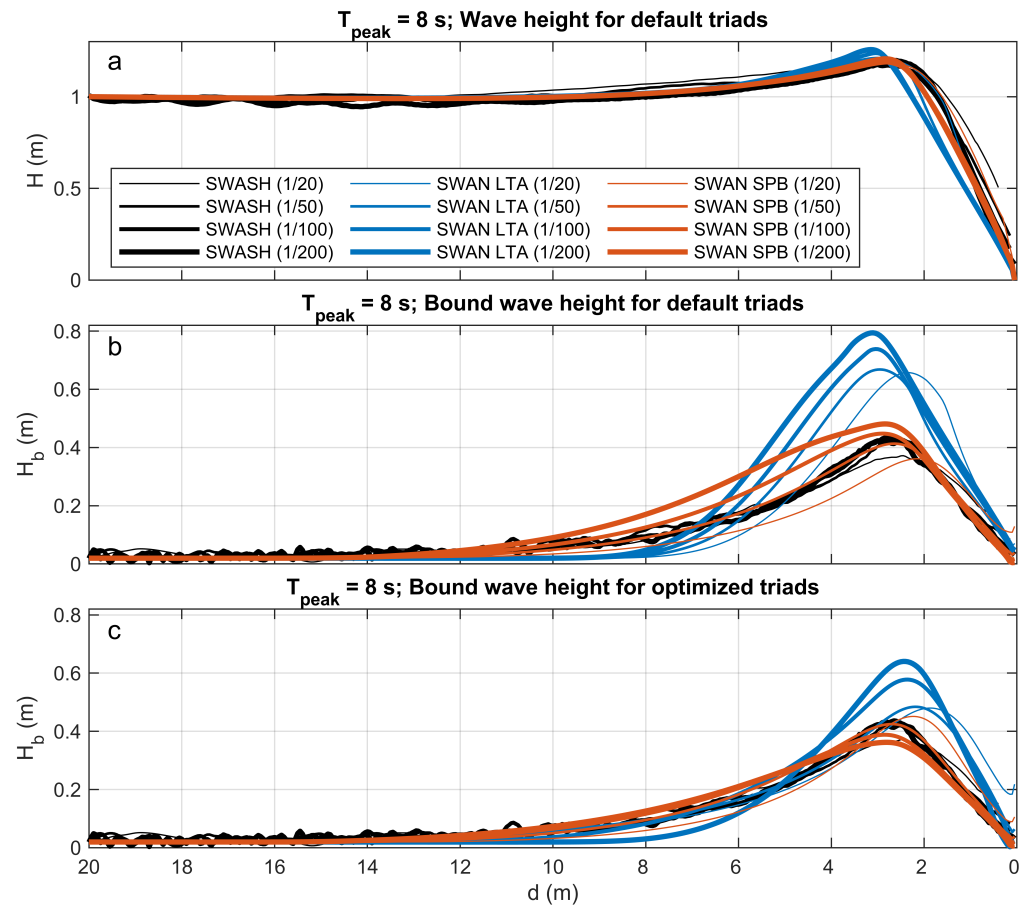 T_peak = 8 s; Wave height for default triads
a
1
0.5
0
H (m)
SWASH (1/20) SWAN LTA (1/20) SWAN SPB (1/20)
SWASH (1/50) SWAN LTA (1/50) SWAN SPB (1/50)
SWASH (1/100) SWAN LTA (1/100) SWAN SPB (1/100)
SWASH (1/200) SWAN LTA (1/200) SWAN SPB (1/200)
T_peak = 8 s; Bound wave height for default triads
b
0.8
0.6
0.4
0.2
0
H_b (m)
T_peak = 8 s; Bound wave height for optimized triads
c
0.8
0.6
0.4
0.2
0
H_b (m)
20 18 16 14 12 10 8 6 4 2 0
d (m)